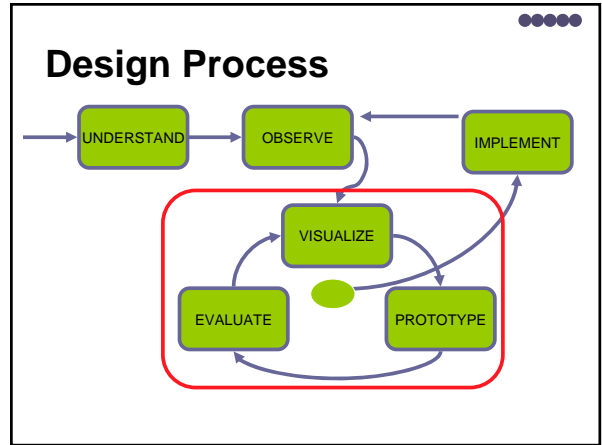 Design Process
UNDERSTAND
OBSERVE
IMPLEMENT
VISUALIZE
EVALUATE
PROTOTYPE